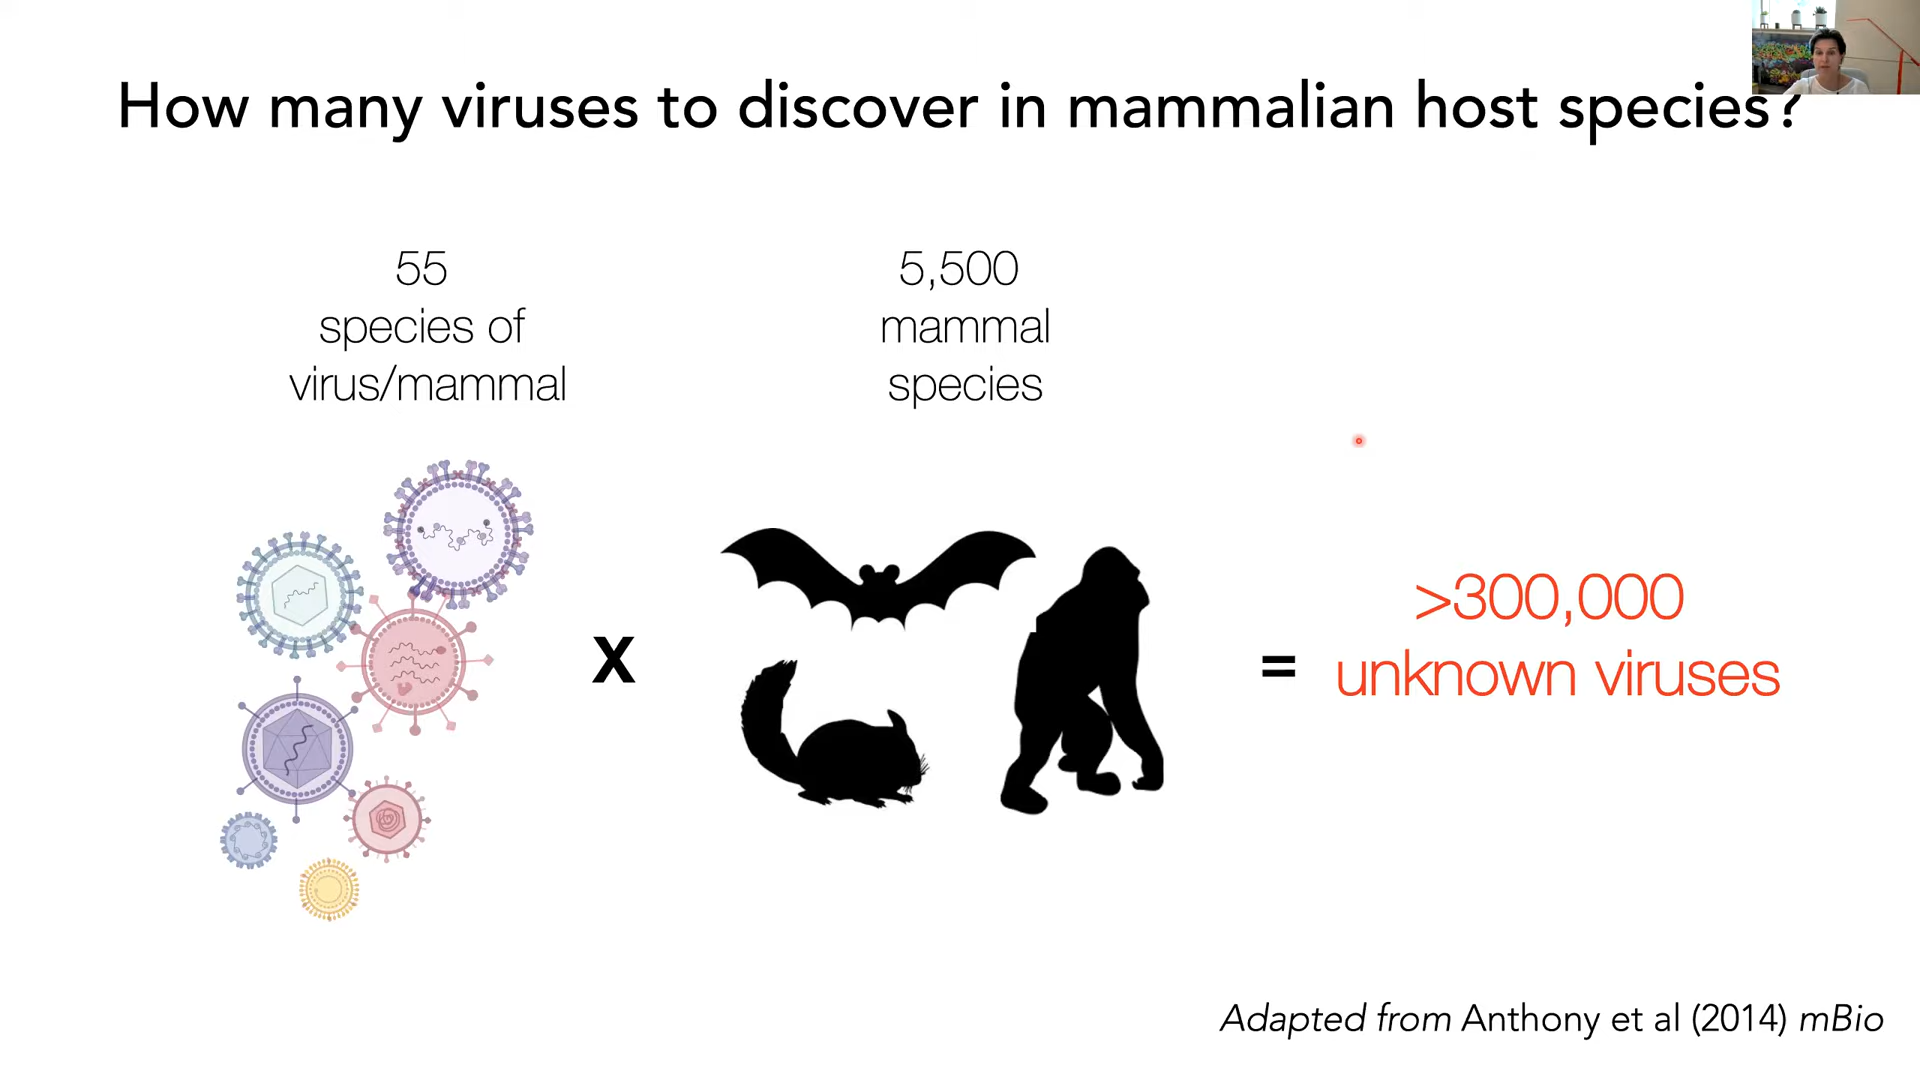 How many viruses to discover in mammalian host species?
55
species of
virus/mammal
5,500
mammal
species
x
=
>300,000
unknown viruses
Adapted from Anthony et al (2014) mBio